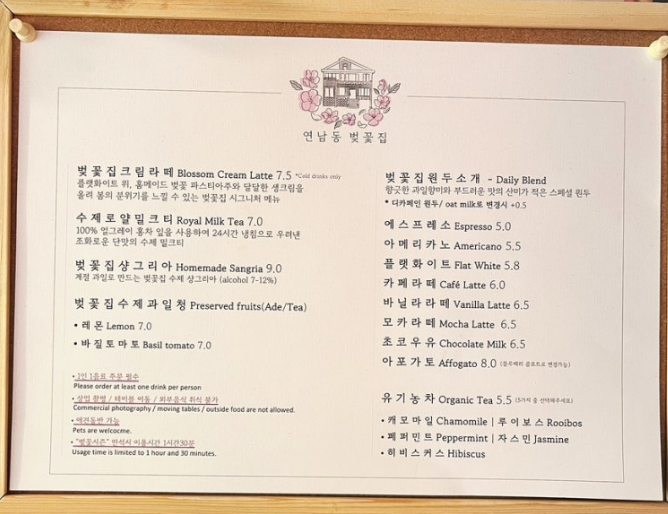 연남동 벚꽃집
벚꽃집크림라떼 Blossom Cream Latte 7.5 *Cold drinks only
플랫화이트 위, 홈메이드 벚꽃 파스티아주와 달달한 생크림을
올려 봄의 분위기를 느낄 수 있는 벚꽃집 시그니처 메뉴
수제로얄밀크티 Royal Milk Tea 7.0
100% 얼그레이 홍차 잎을 사용하여 24시간 냉침으로 우려낸
조화로운 단맛의 수제 밀크티
벚꽃집샹그리아 Homemade Sangria 9.0
계절 과일로 만드는 벚꽃집 수제 샹그리아 (alcohol 7-12%)
벚꽃집수제과일청 Preserved fruits(Ade/Tea)
• 레몬 Lemon 7.0
• 바질토마토 Basil tomato 7.0
• 1인 1음료 주문 필수
Please order at least one drink per person
• 상업 촬영 / 테이블 이동 / 외부음식 취식 불가
Commercial photography / moving tables / outside food are not allowed.
• 애견동반 가능
Pets are welcocme.
• "벚꽃시즌" 만석시 이용시간 1시간30분
Usage time is limited to 1 hour and 30 minutes.
벚꽃집원두소개 - Daily Blend
향긋한 과일향미와 부드러운 맛의 산미가 적은 스페셜 원두
* 디카페인 원두/ oat milk로 변경시 +0.5
에스프레소 Espresso 5.0
아메리카노 Americano 5.5
플랫화이트 Flat White 5.8
카페라떼 Café Latte 6.0
바닐라라떼 Vanilla Latte 6.5
모카라떼 Mocha Latte 6.5
초코우유 Chocolate Milk 6.5
아포가토 Affogato 8.0
유기농차 Organic Tea 5.5 (5가지 중 선택해주세요)
• 캐모마일 Chamomile | 루이보스 Rooibos
• 페퍼민트 Peppermint | 자스민 Jasmine
• 히비스커스 Hibiscus